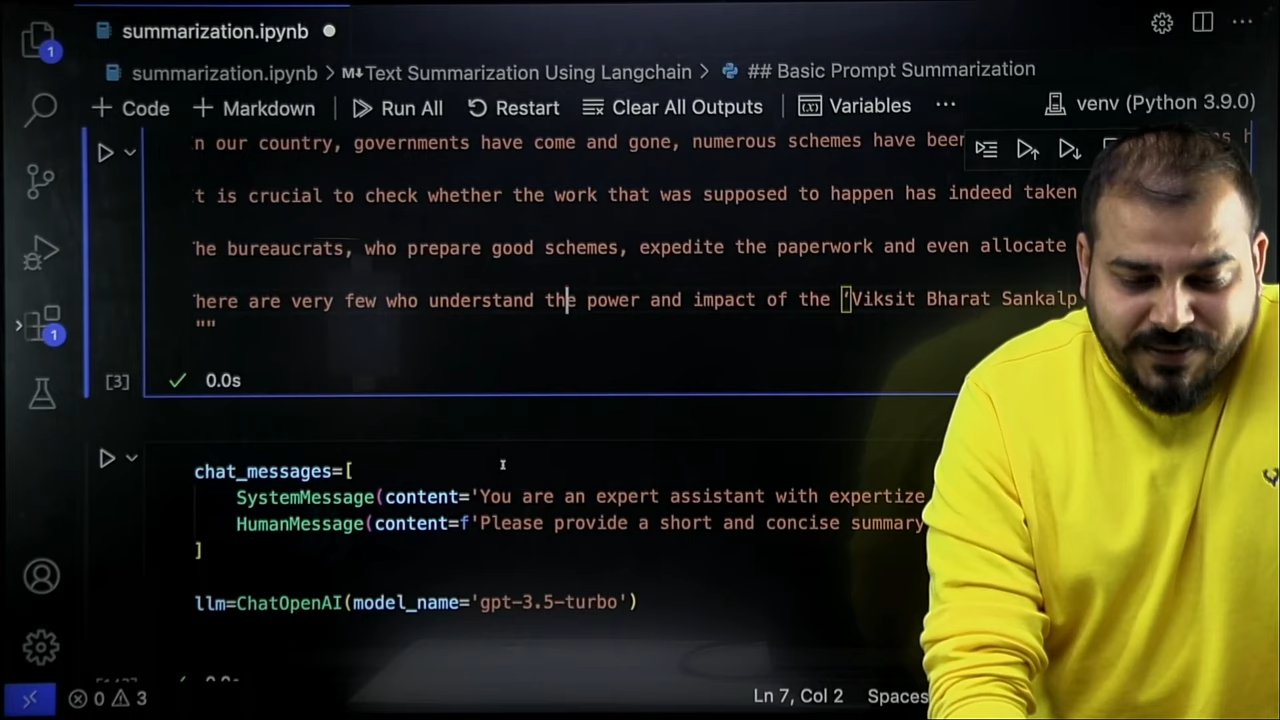 summarization.ipynb
summarization.ipynb > M↓ Text Summarization Using Langchain > ## Basic Prompt Summarization
+ Code + Markdown Run All Restart Clear All Outputs Variables ... venv (Python 3.9.0)
1
n our country, governments have come and gone, numerous schemes have been
t is crucial to check whether the work that was supposed to happen has indeed taken
he bureaucrats, who prepare good schemes, expedite the paperwork and even allocate
here are very few who understand the power and impact of the 'Viksit Bharat Sankalp
"""
1
[3] 0.0s
chat_messages=[
SystemMessage(content='You are an expert assistant with expertize
HumanMessage(content=f'Please provide a short and concise summary
]
llm=ChatOpenAI(model_name='gpt-3.5-turbo')
0 3 Ln 7, Col 2 Spaces